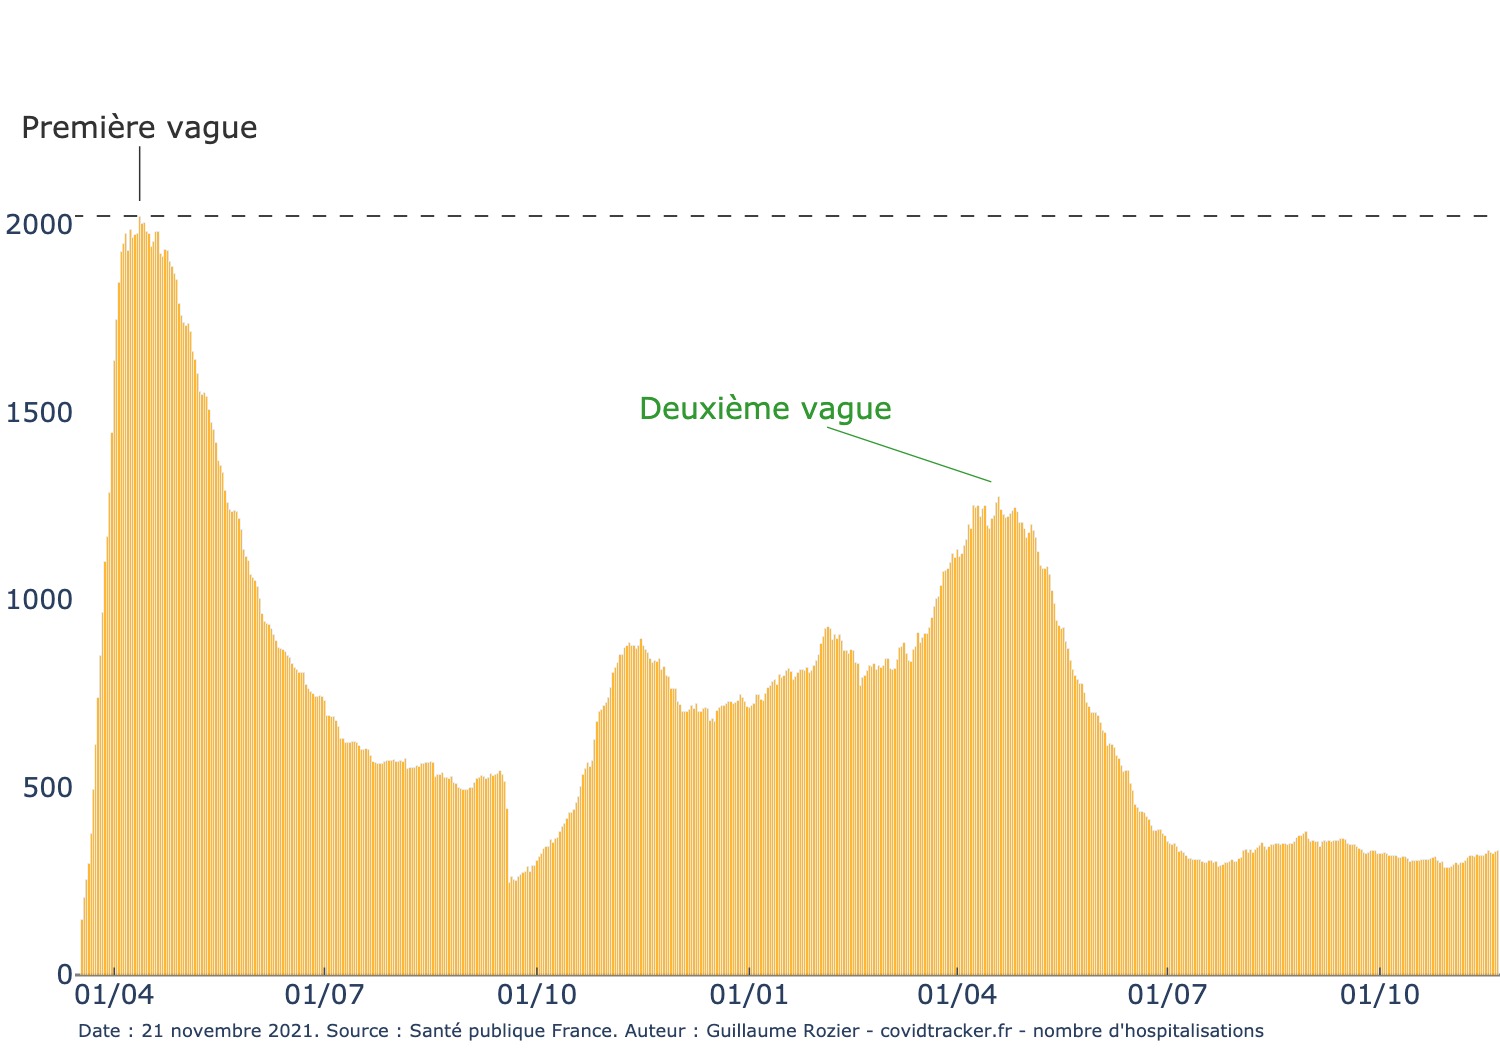 Première vague
2000
1500
Deuxième vague
1000
500
0
01/04 01/07 01/10 01/01 01/04 01/07 01/10
Date : 21 novembre 2021. Source : Santé publique France. Auteur : Guillaume Rozier - covidtracker.fr - nombre d'hospitalisations